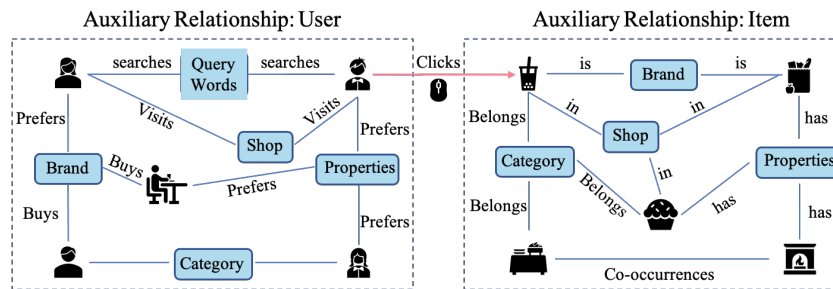 Auxiliary Relationship: User
Auxiliary Relationship: Item
searches
Query
Words
searches
Clicks
is
Brand
is
Visits
Visits
Prefers
Shop
Prefers
Brand
Buys
Prefers
Properties
Buys
Prefers
Category
Belongs
in
in
Shop
has
Category
in
Properties
Belongs
Belongs
has
has
Co-occurrences